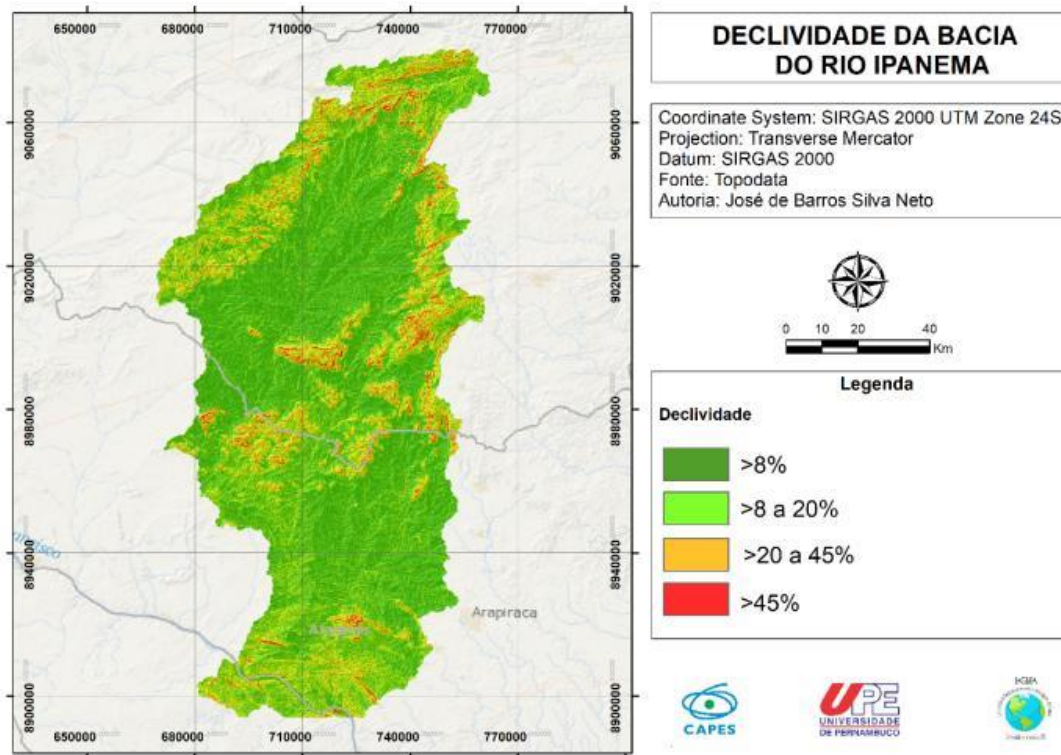 650000 680000 710000 740000 770000
9060000 9060000
9020000 9020000
8980000 8980000
8940000 8940000
8900000 8900000
Arapiraca
650000 680000 710000 740000 770000
DECLIVIDADE DA BACIA
DO RIO IPANEMA
Coordinate System: SIRGAS 2000 UTM Zone 24S
Projection: Transverse Mercator
Datum: SIRGAS 2000
Fonte: Topodata
Autoria: José de Barros Silva Neto
0 10 20 40
Km
Legenda
Declividade
>8%
>8 a 20%
>20 a 45%
>45%
CAPES
UPE
UNIVERSIDADE
DE PERNAMBUCO